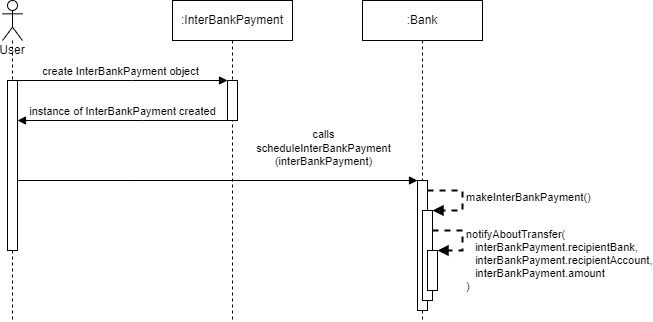 :InterBankPayment
:Bank
User
create InterBankPayment object
instance of InterBankPayment created
calls
scheduleInterBankPayment
(interBankPayment)
makeInterBankPayment()
notifyAboutTransfer(
interBankPayment.recipientBank,
interBankPayment.recipientAccount,
interBankPayment.amount
)